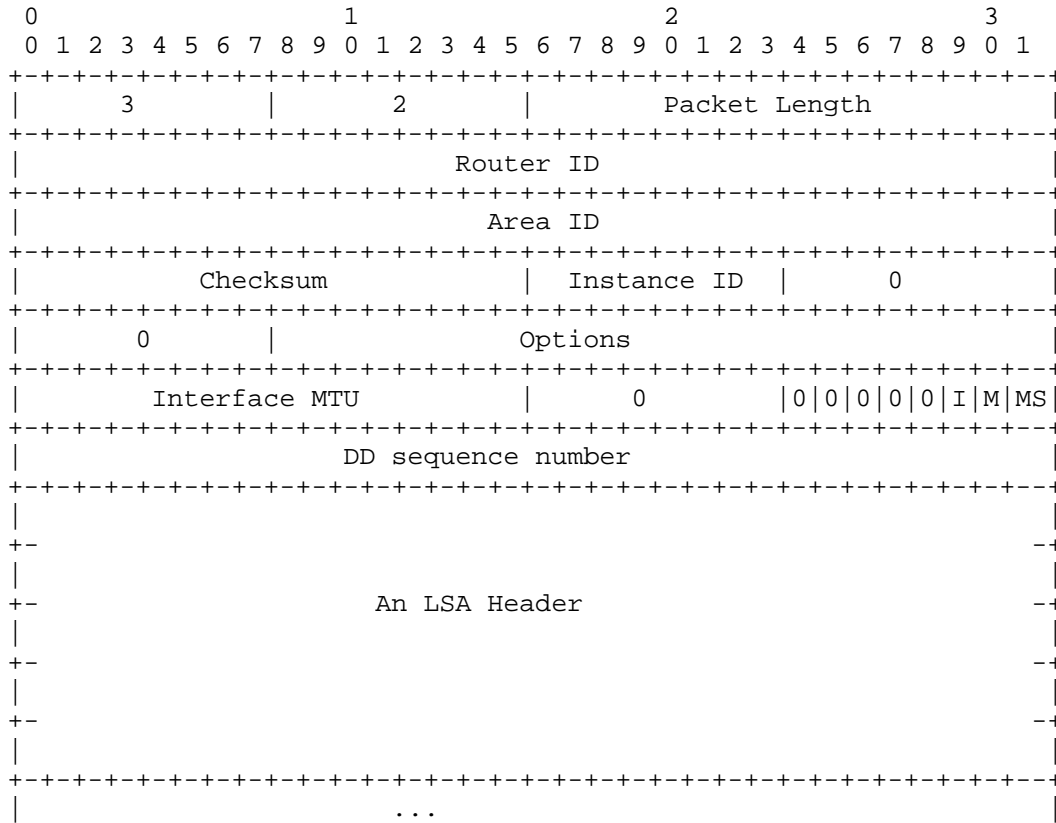 0                   1                   2                   3
0 1 2 3 4 5 6 7 8 9 0 1 2 3 4 5 6 7 8 9 0 1 2 3 4 5 6 7 8 9 0 1
+-+-+-+-+-+-+-+-+-+-+-+-+-+-+-+-+-+-+-+-+-+-+-+-+-+-+-+-+-+-+-+--+
|       3       |       2       |        Packet Length            |
+-+-+-+-+-+-+-+-+-+-+-+-+-+-+-+-+-+-+-+-+-+-+-+-+-+-+-+-+-+-+-+--+
|                           Router ID                             |
+-+-+-+-+-+-+-+-+-+-+-+-+-+-+-+-+-+-+-+-+-+-+-+-+-+-+-+-+-+-+-+--+
|                             Area ID                             |
+-+-+-+-+-+-+-+-+-+-+-+-+-+-+-+-+-+-+-+-+-+-+-+-+-+-+-+-+-+-+-+--+
|           Checksum            |  Instance ID  |      0          |
+-+-+-+-+-+-+-+-+-+-+-+-+-+-+-+-+-+-+-+-+-+-+-+-+-+-+-+-+-+-+-+--+
|       0       |               Options                           |
+-+-+-+-+-+-+-+-+-+-+-+-+-+-+-+-+-+-+-+-+-+-+-+-+-+-+-+-+-+-+-+--+
|        Interface MTU          |      0        |0|0|0|0|0|I|M|MS|
+-+-+-+-+-+-+-+-+-+-+-+-+-+-+-+-+-+-+-+-+-+-+-+-+-+-+-+-+-+-+-+--+
|                    DD sequence number                           |
+-+-+-+-+-+-+-+-+-+-+-+-+-+-+-+-+-+-+-+-+-+-+-+-+-+-+-+-+-+-+-+--+
|                                                                 |
+-                                                               -+
|                                                                 |
+-                     An LSA Header                             -+
|                                                                 |
+-                                                               -+
|                                                                 |
+-                                                               -+
|                                                                 |
+-+-+-+-+-+-+-+-+-+-+-+-+-+-+-+-+-+-+-+-+-+-+-+-+-+-+-+-+-+-+-+--+
|                       ...                                       |